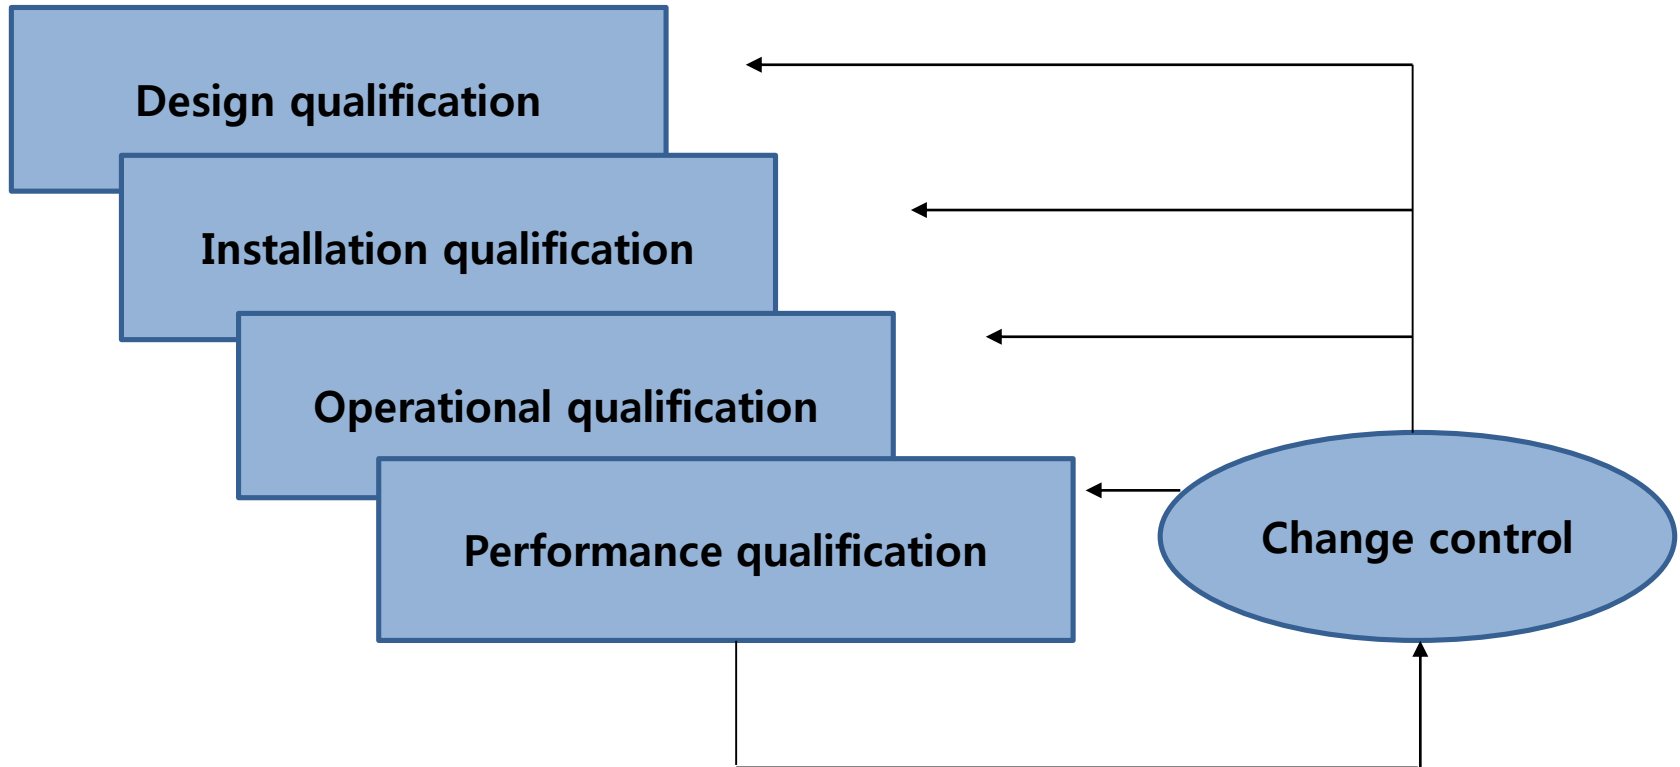 Design qualification
Installation qualification
Operational qualification
Performance qualification
Change control